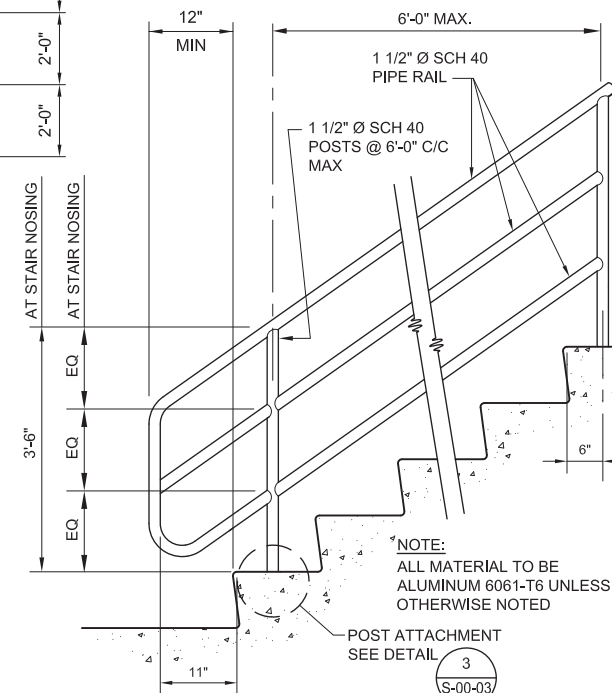 12"
MIN
6'-0" MAX.
2'-0"
2'-0"
1 1/2" Ø SCH 40
PIPE RAIL
1 1/2" Ø SCH 40
POSTS @ 6'-0" C/C
MAX
AT STAIR NOSING
AT STAIR NOSING
EQ
EQ
EQ
3'-6"
6"
NOTE:
ALL MATERIAL TO BE
ALUMINUM 6061-T6 UNLESS
OTHERWISE NOTED
POST ATTACHMENT
SEE DETAIL
3
S-00-03
11"